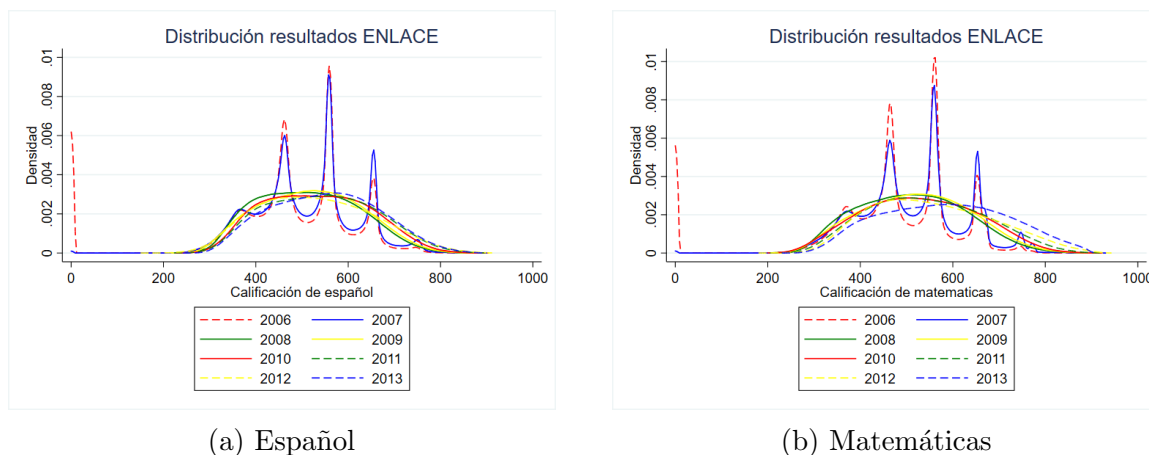 Distribución resultados ENLACE
Densidad
0 .002 .004 .006 .008 .01
0 200 400 600 800 1000
Calificación de español
2006 2007
2008 2009
2010 2011
2012 2013
(a) Español
Distribución resultados ENLACE
Densidad
0 .002 .004 .006 .008 .01
0 200 400 600 800 1000
Calificación de matematicas
2006 2007
2008 2009
2010 2011
2012 2013
(b) Matemáticas